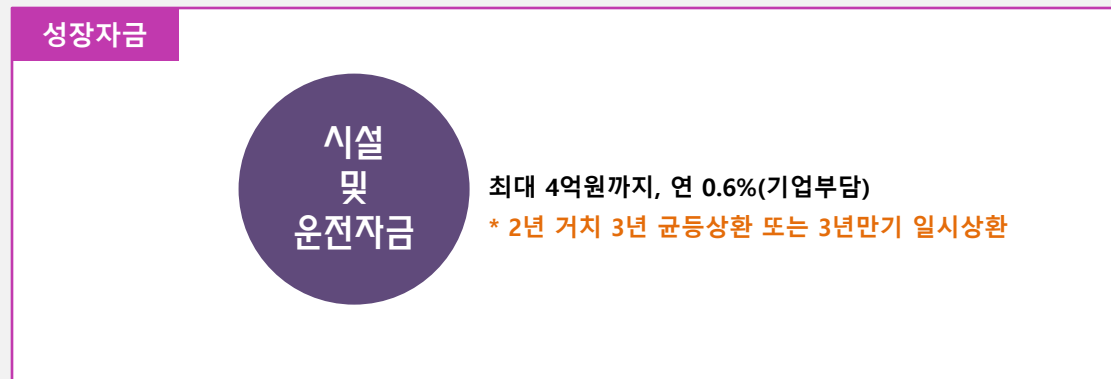 성장자금
시설
및
운전자금
최대 4억원까지, 연 0.6%(기업부담)
* 2년 거치 3년 균등상환 또는 3년만기 일시상환